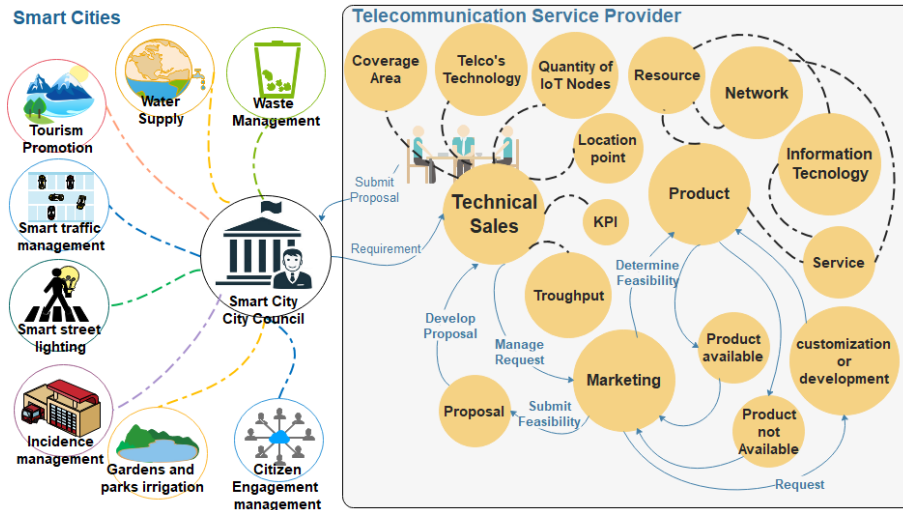 Smart Cities
Telecommunication Service Provider
Tourism
Promotion
Water
Supply
Waste
Management
Smart traffic
management
Smart street
lighting
Incidence
management
Gardens and
parks irrigation
Citizen
Engagement
management
Smart City
City Council
Submit
Proposal
Requirement
Coverage
Area
Telco's
Technology
Quantity of
IoT Nodes
Location
point
Technical
Sales
KPI
Troughput
Resource
Network
Information
Tecnology
Product
Service
Determine
Feasibility
Develop
Proposal
Manage
Request
Marketing
Product
available
customization
or
development
Proposal
Submit
Feasibility
Product
not
Available
Request